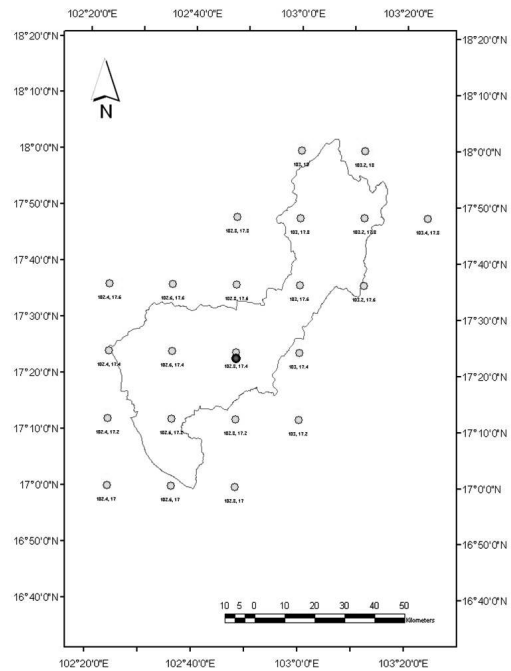 102°20'0"E 102°40'0"E 103°0'0"E 103°20'0"E
18°20'0"N 18°20'0"N
18°10'0"N 18°10'0"N
N
18°0'0"N 18°0'0"N
103, 18 103.2, 18
17°50'0"N 17°50'0"N
102.8, 17.8 103, 17.8 103.2, 17.8 103.4, 17.8
17°40'0"N 17°40'0"N
102.4, 17.6 102.6, 17.6 102.8, 17.6 103, 17.6 103.2, 17.6
17°30'0"N 17°30'0"N
102.4, 17.4 102.6, 17.4 102.8, 17.4 103, 17.4
17°20'0"N 17°20'0"N
102.4, 17.2 102.6, 17.2 102.8, 17.2 103, 17.2
17°10'0"N 17°10'0"N
17°0'0"N 17°0'0"N
102.4, 17 102.6, 17 102.8, 17
16°50'0"N 16°50'0"N
16°40'0"N 16°40'0"N
10 5 0 10 20 30 40 50
Kilometers
102°20'0"E 102°40'0"E 103°0'0"E 103°20'0"E